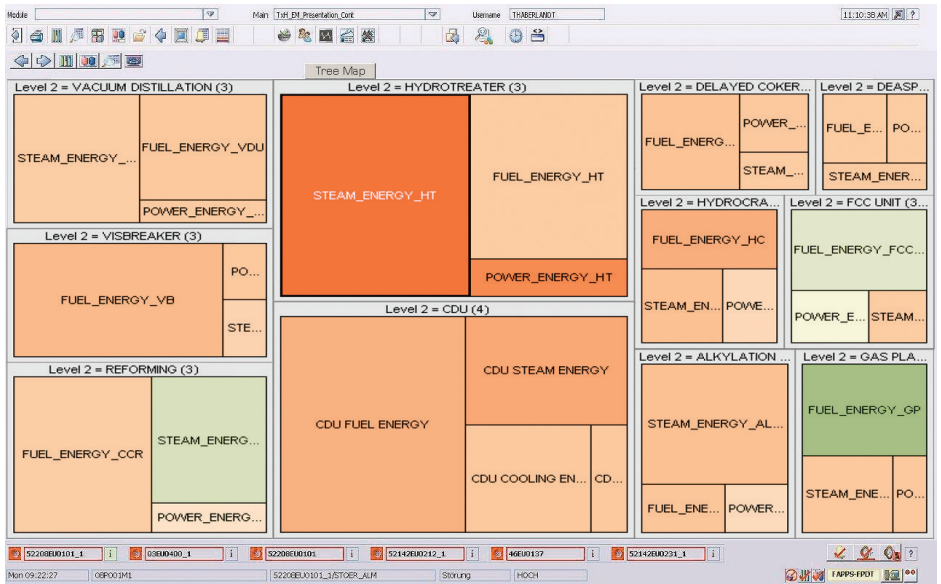 Module Main TxH_EM_Presentation_Cont Username THABERLANDT 11:10:38 AM ?
Tree Map
Level 2 = VACUUM DISTILLATION (3)
STEAM_ENERGY_...
FUEL_ENERGY_VDU
POWER_ENERGY_...
Level 2 = HYDROTREATER (3)
STEAM_ENERGY_HT
FUEL_ENERGY_HT
POWER_ENERGY_HT
Level 2 = DELAYED COKER...
FUEL_ENERG...
POWER_...
STEAM_...
Level 2 = DEASP...
FUEL_E...
PO...
STEAM_ENER...
Level 2 = VISBREAKER (3)
FUEL_ENERGY_VB
PO...
STE...
Level 2 = HYDROCRA...
FUEL_ENERGY_HC
STEAM_EN...
POWE...
Level 2 = FCC UNIT (3...
FUEL_ENERGY_FCC...
POWER_E...
STEAM...
Level 2 = REFORMING (3)
FUEL_ENERGY_CCR
STEAM_ENERG...
POWER_ENERG...
Level 2 = CDU (4)
CDU FUEL ENERGY
CDU STEAM ENERGY
CDU COOLING EN...
CD...
Level 2 = ALKYLATION ...
STEAM_ENERGY_AL...
FUEL_ENE...
POWER...
Level 2 = GAS PLA...
FUEL_ENERGY_GP
STEAM_ENE...
PO...
52208EU0101_1 i 03EU0400_1 i 52208EU0101 i 52142EU0212_1 i 46EU0137 i 52142EU0231_1 i ?
Mon 09:22:27 08P001M1 52208EU0101_1/STOER_ALM Störung HOCH FAPPS-FPDT